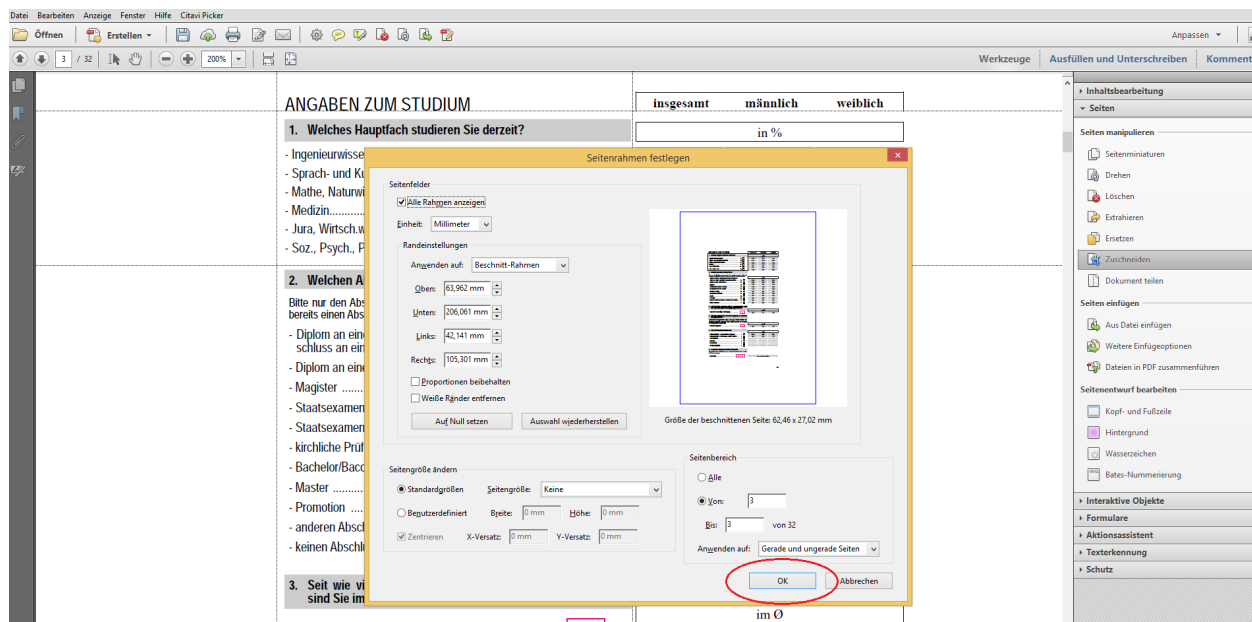 Datei Bearbeiten Anzeige Fenster Hilfe Citavi Picker
Öffnen Erstellen Anpassen
3 / 32 200% Werkzeuge Ausfüllen und Unterschreiben Komment
ANGABEN ZUM STUDIUM
insgesamt männlich weiblich
1. Welches Hauptfach studieren Sie derzeit?
in %
- Ingenieurwisse
- Sprach- und Ku
- Mathe, Naturwi
- Medizin.............
- Jura, Wirtsch.w
- Soz., Psych., P
2. Welchen A
Bitte nur den Abs
bereits einen Abs
- Diplom an ein
schluss an ein
- Diplom an eine
- Magister .......
- Staatsexamen
- Staatsexamen
- kirchliche Prüf
- Bachelor/Bacc
- Master ..........
- Promotion ....
- anderen Absch
- keinen Abschlu
3. Seit wie vi
sind Sie im
im Ø
Seitenrahmen festlegen
Seitenfelder
Alle Rahmen anzeigen
Einheit: Millimeter
Randeinstellungen
Anwenden auf: Beschnitt-Rahmen
Oben: 63,962 mm
Unten: 206,061 mm
Links: 42,141 mm
Rechts: 105,301 mm
Proportionen beibehalten
Weiße Ränder entfernen
Auf Null setzen Auswahl wiederherstellen
Größe der beschnittenen Seite: 62,46 x 27,02 mm
Seitengröße ändern
Standardgrößen Seitengröße: Keine
Benutzerdefiniert Breite: 0 mm Höhe: 0 mm
Zentrieren X-Versatz: 0 mm Y-Versatz: 0 mm
Seitenbereich
Alle
Von: 3
Bis: 3 von 32
Anwenden auf: Gerade und ungerade Seiten
OK Abbrechen
Inhaltsbearbeitung
Seiten
Seiten manipulieren
Seitenminiaturen
Drehen
Löschen
Extrahieren
Ersetzen
Zuschneiden
Dokument teilen
Seiten einfügen
Aus Datei einfügen
Weitere Einfügeoptionen
Dateien in PDF zusammenführen
Seitenentwurf bearbeiten
Kopf- und Fußzeile
Hintergrund
Wasserzeichen
Bates-Nummerierung
Interaktive Objekte
Formulare
Aktionsassistent
Texterkennung
Schutz